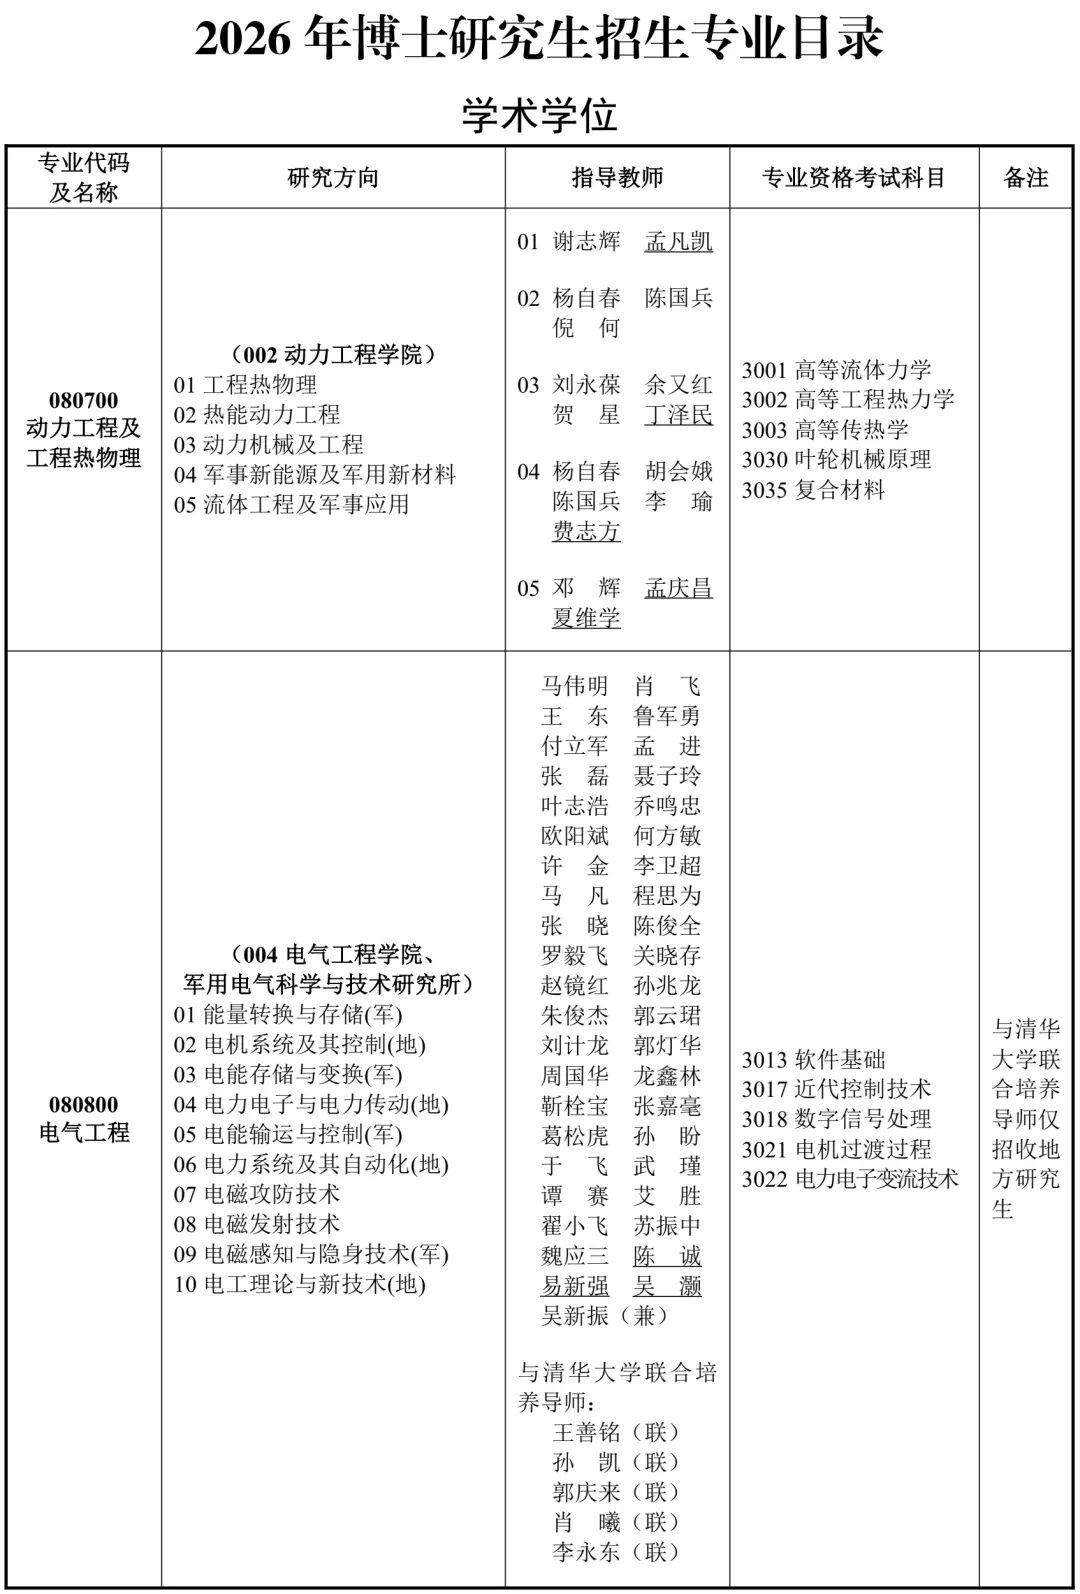 2026 年博士研究生招生专业目录
学术学位
专业代码
及名称
研究方向
指导教师
专业资格考试科目
备注
080700
动力工程及
工程热物理
（002 动力工程学院）
01 工程热物理
02 热能动力工程
03 动力机械及工程
04 军事新能源及军用新材料
05 流体工程及军事应用
01 谢志辉 孟凡凯
02 杨自春 陈国兵
倪 何
03 刘永葆 余又红
贺 星 丁泽民
04 杨自春 胡会娥
陈国兵 李 瑜
费志方
05 邓 辉 孟庆昌
夏维学
3001 高等流体力学
3002 高等工程热力学
3003 高等传热学
3030 叶轮机械原理
3035 复合材料
080800
电气工程
（004 电气工程学院、
军用电气科学与技术研究所）
01 能量转换与存储(军)
02 电机系统及其控制(地)
03 电能存储与变换(军)
04 电力电子与电力传动(地)
05 电能输运与控制(军)
06 电力系统及其自动化(地)
07 电磁攻防技术
08 电磁发射技术
09 电磁感知与隐身技术(军)
10 电工理论与新技术(地)
马伟明 肖 飞
王 东 鲁军勇
付立军 孟 进
张 磊 聂子玲
叶志浩 乔鸣忠
欧阳斌 何方敏
许 金 李卫超
马 凡 程思为
张 晓 陈俊全
罗毅飞 关晓存
赵镜红 孙兆龙
朱俊杰 郭云珺
刘计龙 郭灯华
周国华 龙鑫林
靳栓宝 张嘉毫
葛松虎 孙 盼
于 飞 武 瑾
谭 赛 艾 胜
翟小飞 苏振中
魏应三 陈 诚
易新强 吴 灏
吴新振（兼）
与清华大学联合培
养导师：
王善铭（联）
孙 凯（联）
郭庆来（联）
肖 曦（联）
李永东（联）
3013 软件基础
3017 近代控制技术
3018 数字信号处理
3021 电机过渡过程
3022 电力电子变流技术
与清华
大学联
合培养
导师仅
招收地
方研究
生